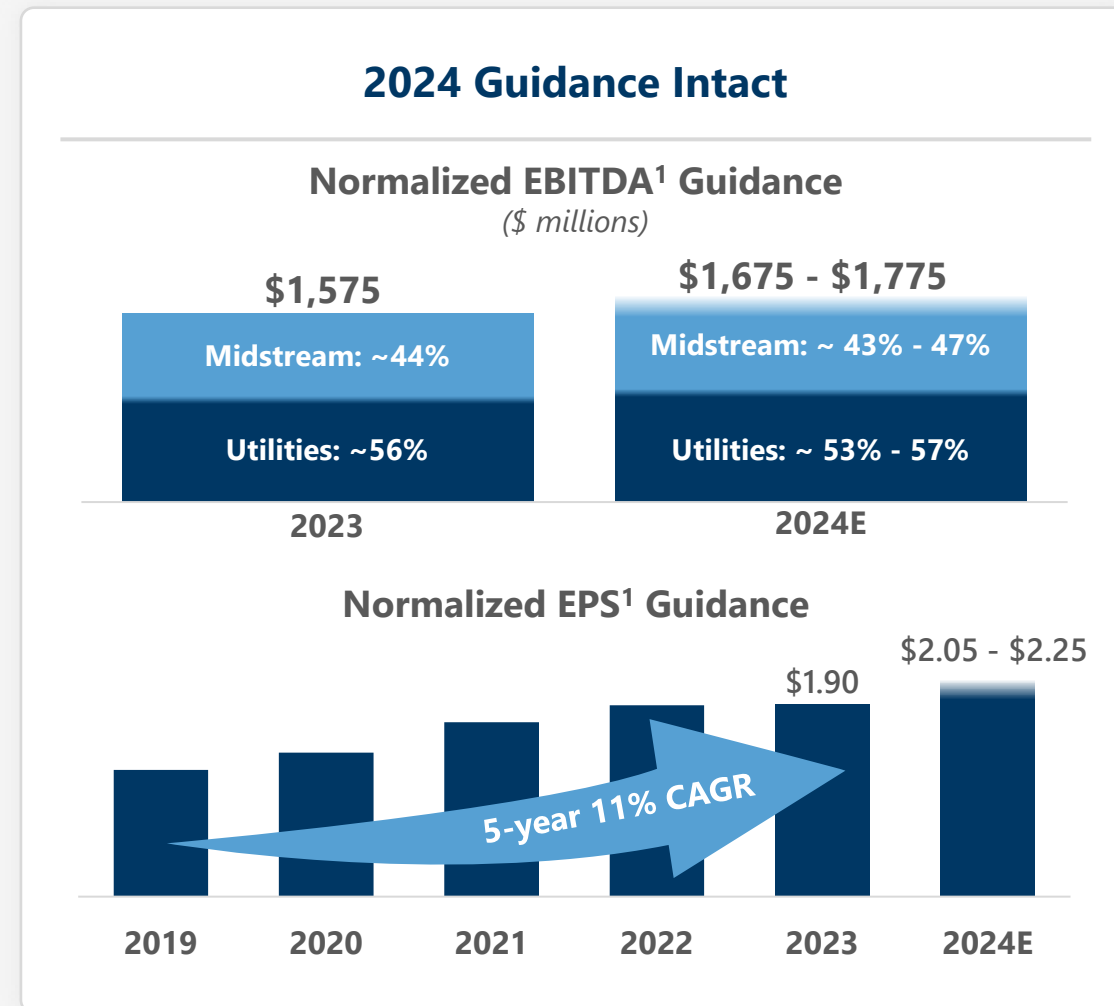 2024 Guidance Intact
Normalized EBITDA¹ Guidance
($ millions)
$1,575
$1,675 - $1,775
Midstream: ~44%
Midstream: ~ 43% - 47%
Utilities: ~56%
Utilities: ~ 53% - 57%
2023
2024E
Normalized EPS¹ Guidance
$2.05 - $2.25
$1.90
5-year 11% CAGR
2019
2020
2021
2022
2023
2024E